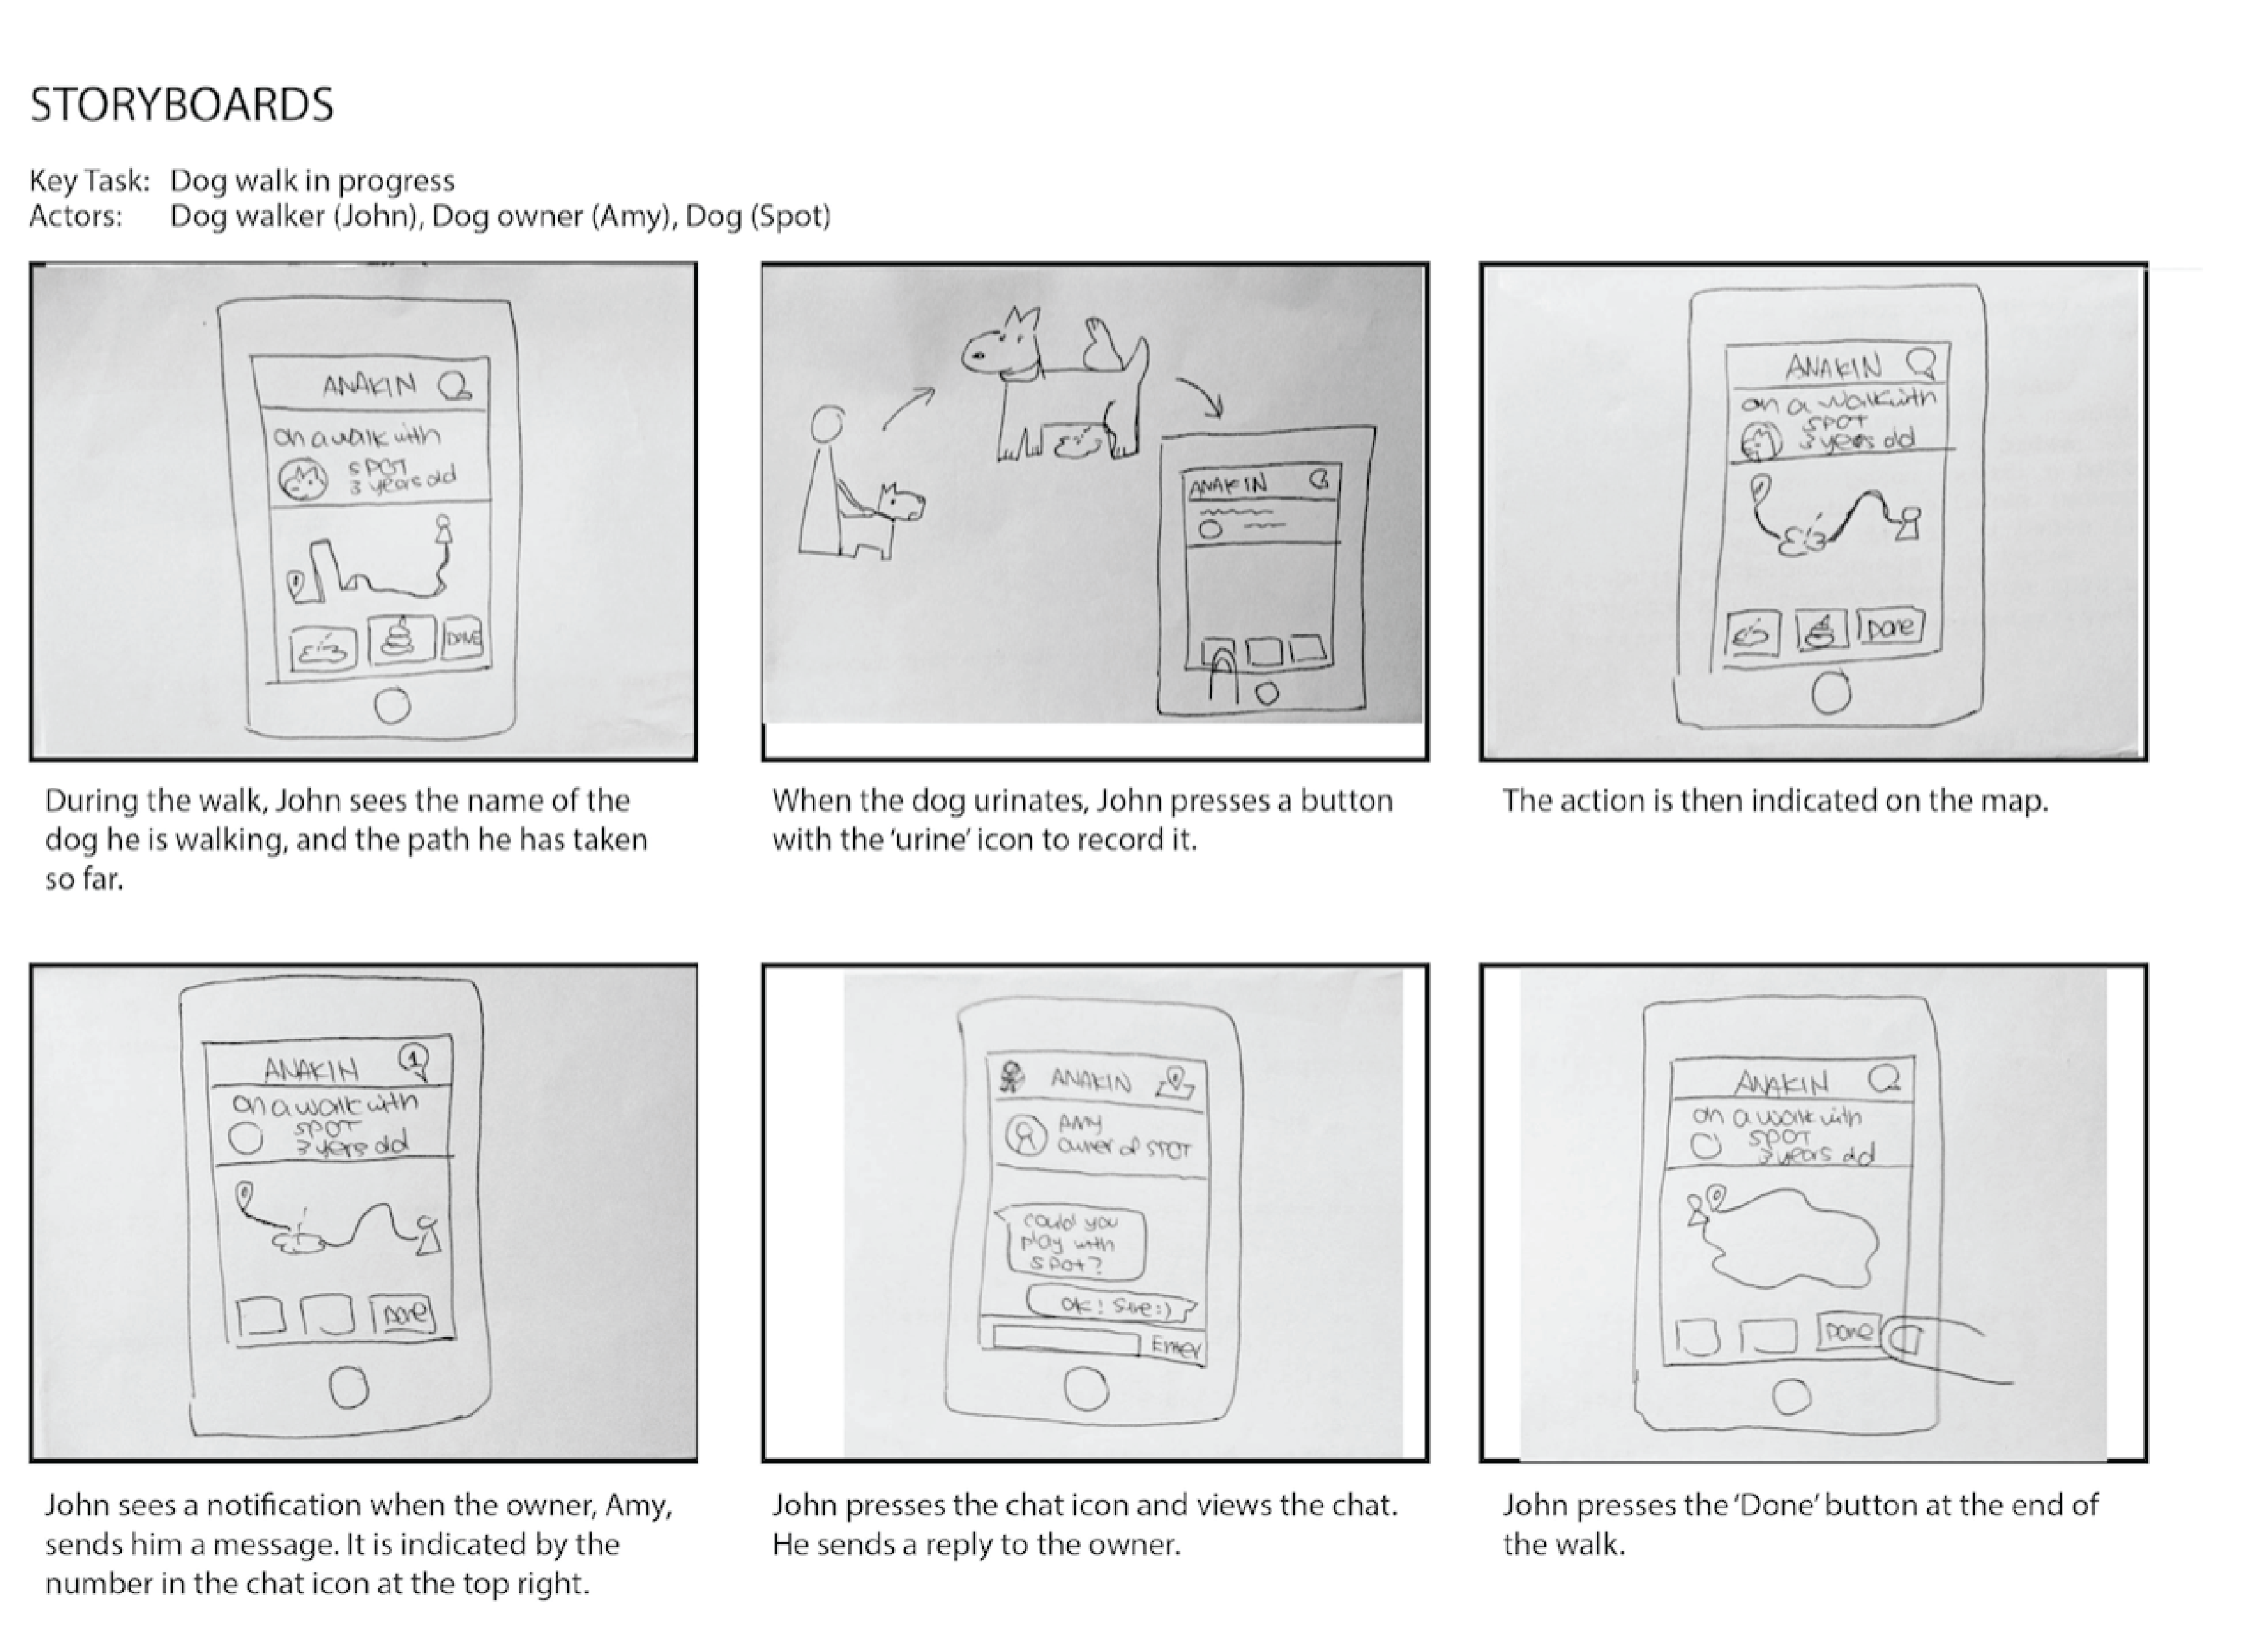 STORYBOARDS
Key Task: Dog walk in progress
Actors: Dog walker (John), Dog owner (Amy), Dog (Spot)
ANAKIN
on a walk with
SPOT
3 years old
DONE
During the walk, John sees the name of the
dog he is walking, and the path he has taken
so far.
ANAKIN
When the dog urinates, John presses a button
with the ‘urine’ icon to record it.
ANAKIN
on a walk with
SPOT
3 years old
Done
The action is then indicated on the map.
ANAKIN 1
on a walk with
SPOT
3 years old
Done
John sees a notification when the owner, Amy,
sends him a message. It is indicated by the
number in the chat icon at the top right.
ANAKIN
AMY
owner of SPOT
could you
play with
spot?
OK! Sure :)
Enter
John presses the chat icon and views the chat.
He sends a reply to the owner.
ANAKIN
on a walk with
SPOT
3 years old
Done
John presses the ‘Done’ button at the end of
the walk.